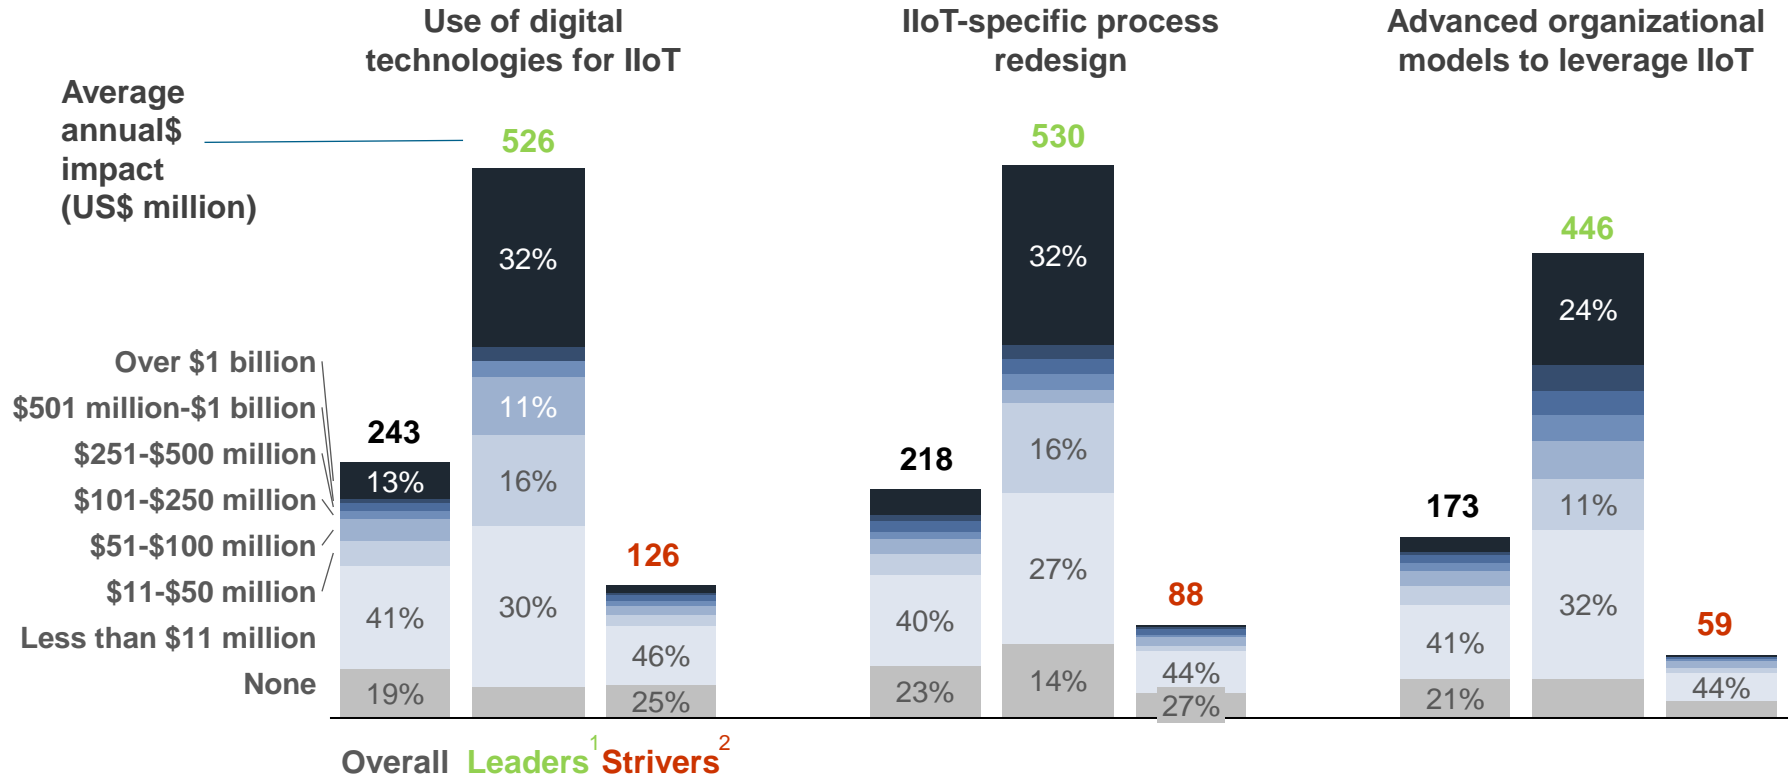 Use of digital
technologies for IIoT
IIoT-specific process
redesign
Advanced organizational
models to leverage IIoT
Average
annual$
impact
(US$ million)
526
530
446
32%
32%
24%
Over $1 billion
$501 million-$1 billion
$251-$500 million
$101-$250 million
$51-$100 million
$11-$50 million
Less than $11 million
None
243
13%
41%
19%
11%
16%
30%
126
46%
25%
218
40%
23%
16%
27%
14%
88
44%
27%
173
41%
21%
11%
32%
59
44%
Overall Leaders1 Strivers2